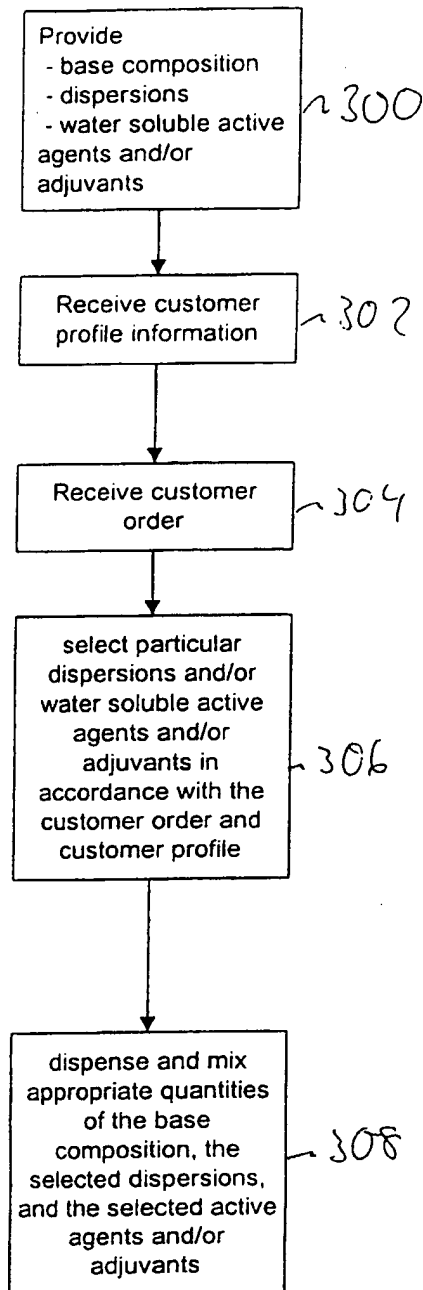 Provide
- base composition
- dispersions
- water soluble active
agents and/or
adjuvants
300
Receive customer
profile information
302
Receive customer
order
304
select particular
dispersions and/or
water soluble active
agents and/or
adjuvants in
accordance with the
customer order and
customer profile
306
dispense and mix
appropriate quantities
of the base
composition, the
selected dispersions,
and the selected active
agents and/or
adjuvants
308